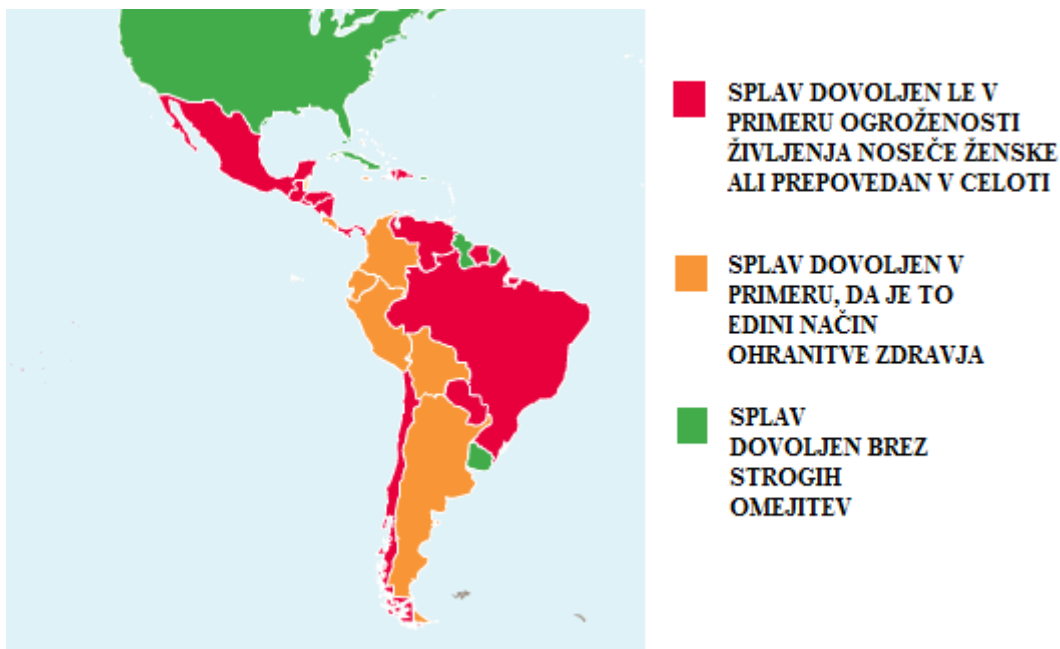 SPLAV DOVOLJEN LE V
PRIMERU OGROŽENOSTI
ŽIVLJENJA NOSEČE ŽENSKE
ALI PREPOVEDAN V CELOTI
SPLAV DOVOLJEN V
PRIMERU, DA JE TO
EDINI NAČIN
OHRANITVE ZDRAVJA
SPLAV
DOVOLJEN BREZ
STROGIH
OMEJITEV